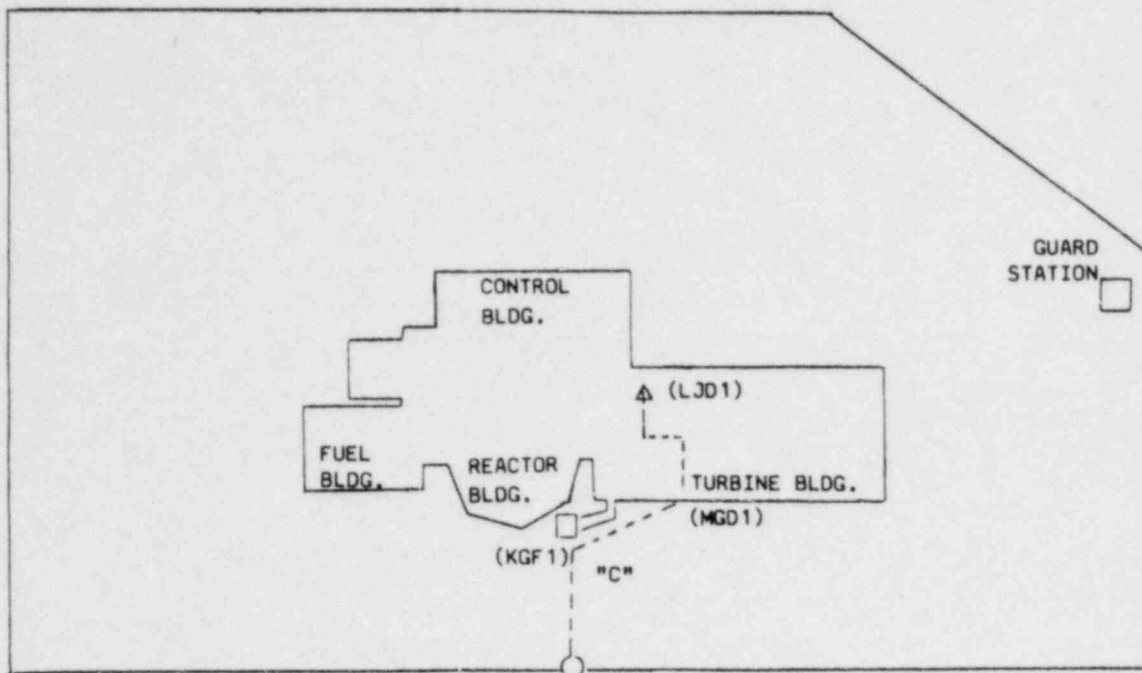 GUARD
STATION
CONTROL
BLDG.
(LJD1)
FUEL
BLDG.
REACTOR
BLDG.
TURBINE BLDG.
(MGD1)
(KGF1)
"C"